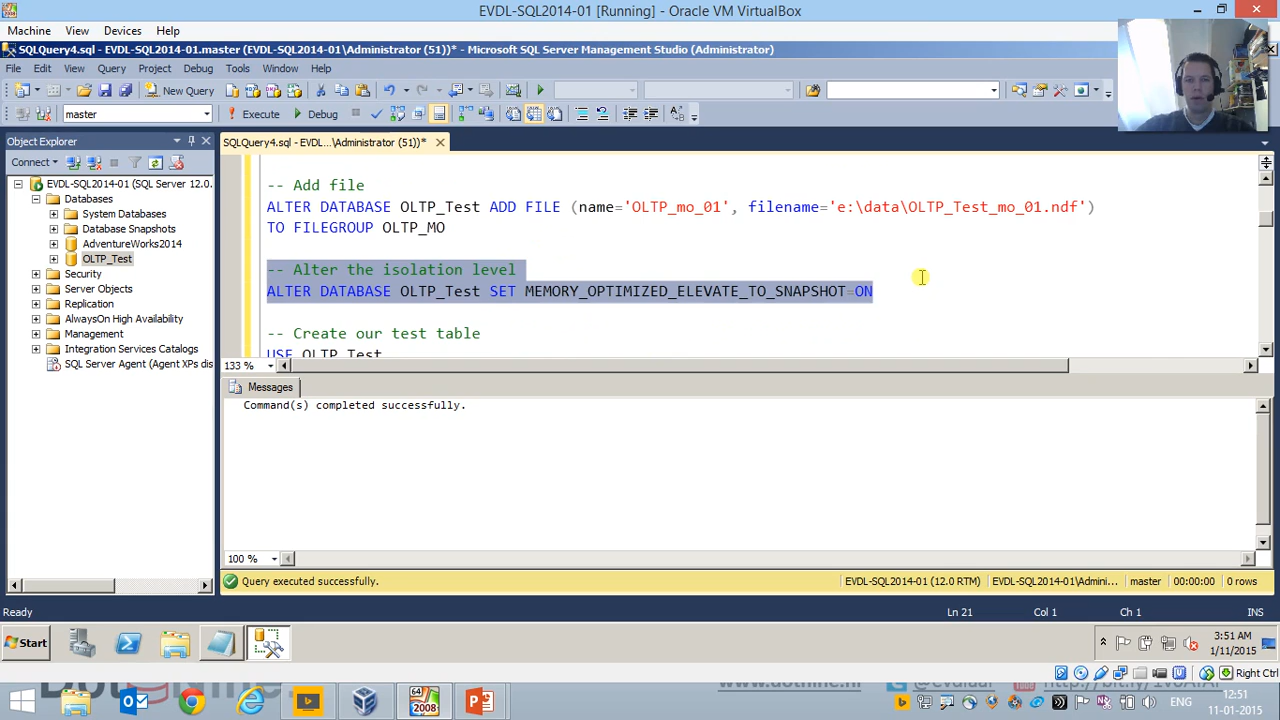 EVDL-SQL2014-01 [Running] - Oracle VM VirtualBox
Machine View Devices Help
SQLQuery4.sql - EVDL-SQL2014-01.master (EVDL-SQL2014-01\Administrator (51))* - Microsoft SQL Server Management Studio (Administrator)
File Edit View Query Project Debug Tools Window Help
New Query
master Execute Debug
Object Explorer
SQLQuery4.sql - EVDL...\Administrator (51))*
Connect
EVDL-SQL2014-01 (SQL Server 12.0.
Databases
System Databases
Database Snapshots
AdventureWorks2014
OLTP_Test
Security
Server Objects
Replication
AlwaysOn High Availability
Management
Integration Services Catalogs
SQL Server Agent (Agent XPs dis
-- Add file
ALTER DATABASE OLTP_Test ADD FILE (name='OLTP_mo_01', filename='e:\data\OLTP_Test_mo_01.ndf')
TO FILEGROUP OLTP_MO
-- Alter the isolation level
ALTER DATABASE OLTP_Test SET MEMORY_OPTIMIZED_ELEVATE_TO_SNAPSHOT=ON
-- Create our test table
USE OLTP_Test
133 %
Messages
Command(s) completed successfully.
100 %
Query executed successfully.
EVDL-SQL2014-01 (12.0 RTM) EVDL-SQL2014-01\Admini... master 00:00:00 0 rows
Ready Ln 21 Col 1 Ch 1 INS
Start
3:51 AM
1/11/2015
Right Ctrl
64
2008
ENG
12:51
11-01-2015